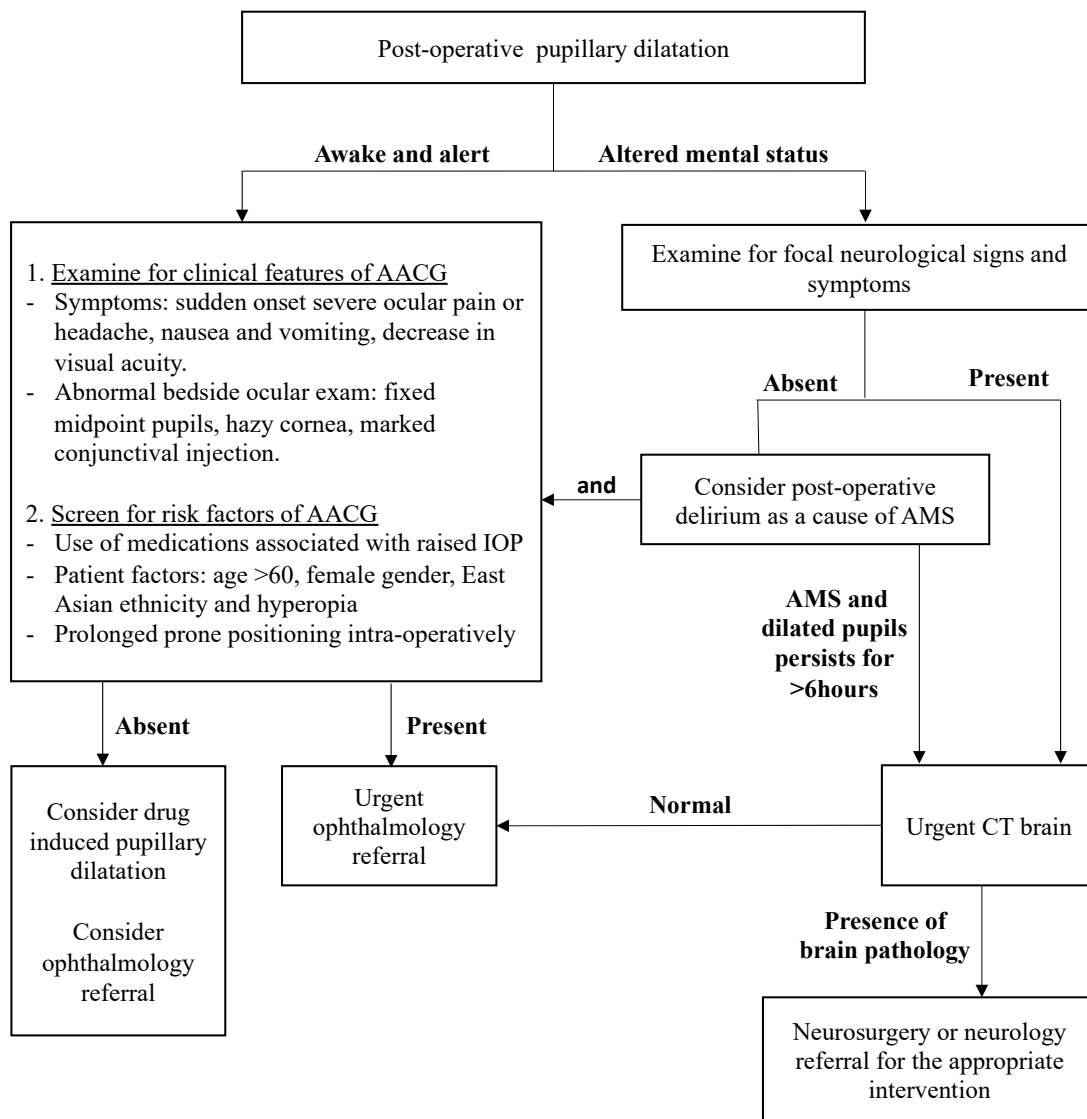 Post-operative  pupillary dilatation
Awake and alert
Altered mental status
1. Examine for clinical features of AACG
- Symptoms: sudden onset severe ocular pain or
headache, nausea and vomiting, decrease in
visual acuity.
- Abnormal bedside ocular exam: fixed
midpoint pupils, hazy cornea, marked
conjunctival injection.
2. Screen for risk factors of AACG
- Use of medications associated with raised IOP
- Patient factors: age >60, female gender, East
Asian ethnicity and hyperopia
- Prolonged prone positioning intra-operatively
Examine for focal neurological signs and
symptoms
Absent
Present
and
Consider post-operative
delirium as a cause of AMS
AMS and
dilated pupils
persists for
>6hours
Absent
Present
Consider drug
induced pupillary
dilatation
Consider
ophthalmology
referral
Urgent
ophthalmology
referral
Normal
Urgent CT brain
Presence of
brain pathology
Neurosurgery or neurology
referral for the appropriate
intervention